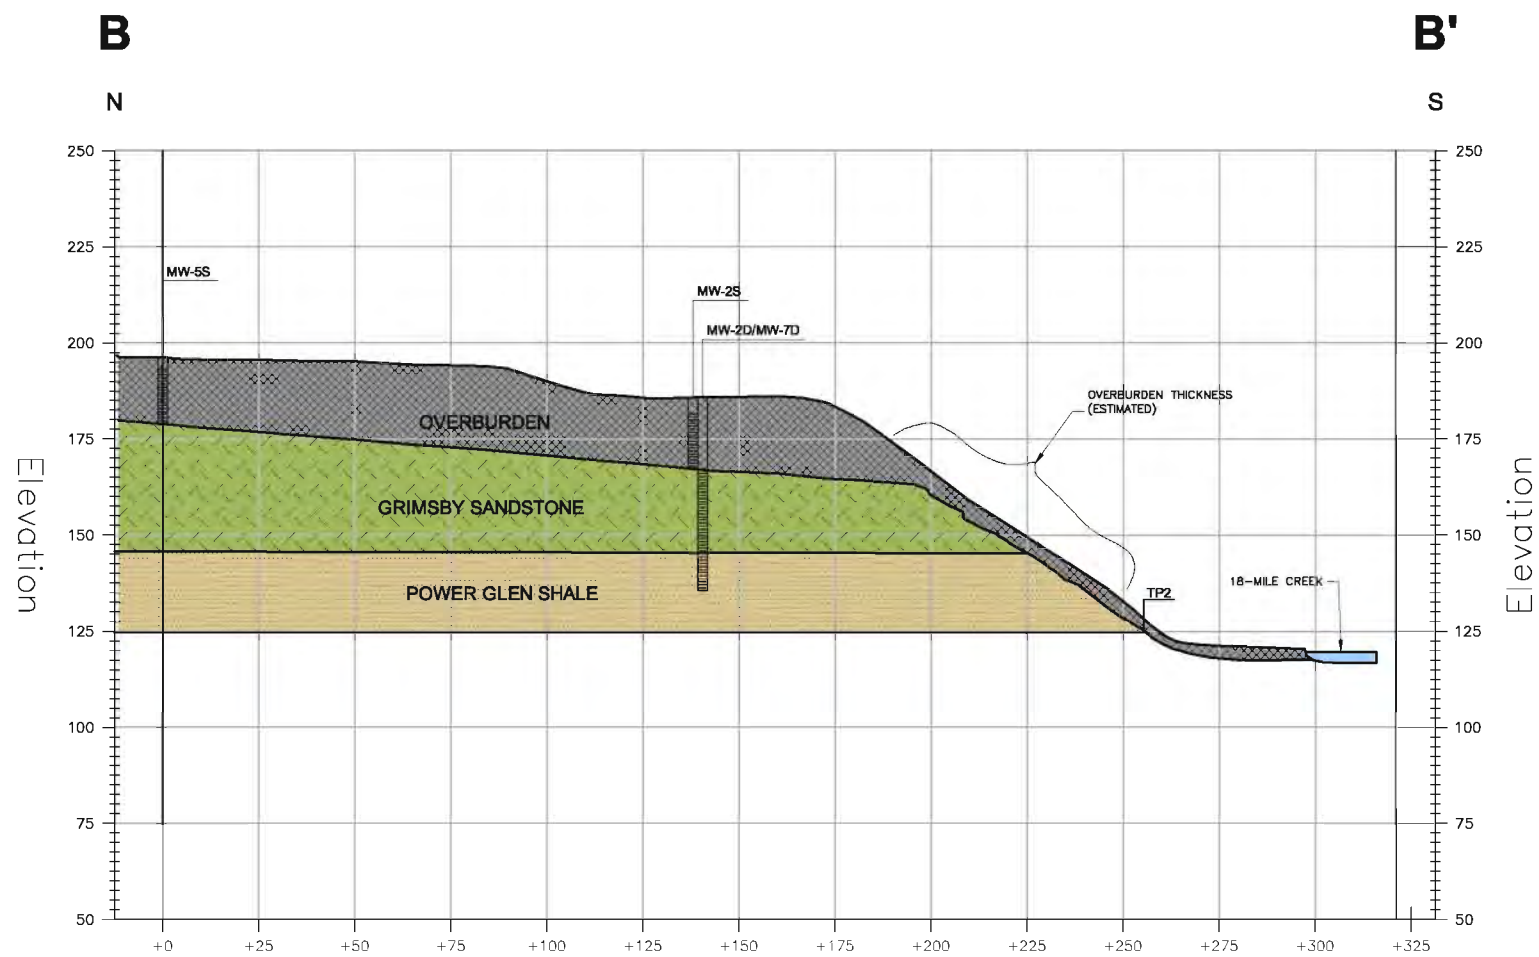 B B'
N S
250 250
225 225
MW-5S
MW-2S
MW-2D/MW-7D
200 200
OVERBURDEN THICKNESS
(ESTIMATED)
OVERBURDEN
175 175
Elevation Elevation
GRIMSBY SANDSTONE
150 150
18-MILE CREEK
POWER GLEN SHALE
TP2
125 125
100 100
75 75
50 50
+0 +25 +50 +75 +100 +125 +150 +175 +200 +225 +250 +275 +300 +325